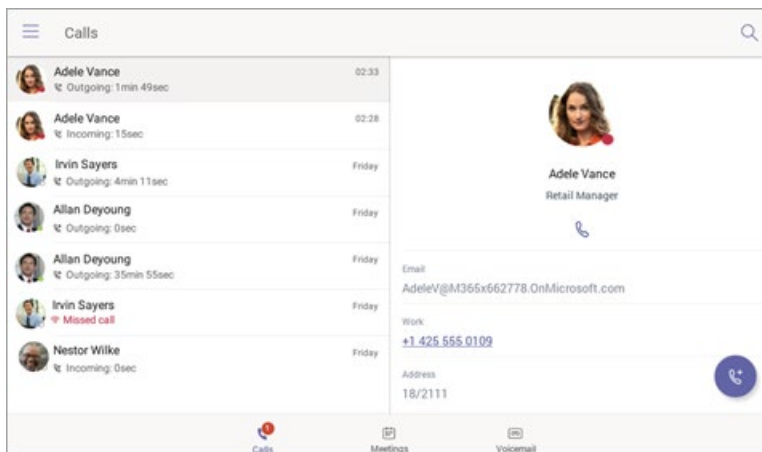 Calls
Adele Vance
02:33
Outgoing: 1min 49sec
Adele Vance
02:28
Incoming: 15sec
Irvin Sayers
Friday
Outgoing: 4min 11sec
Allan Deyoung
Friday
Outgoing: 0sec
Allan Deyoung
Friday
Outgoing: 35min 55sec
Irvin Sayers
Friday
Missed call
Nestor Wilke
Friday
Incoming: 0sec
Adele Vance
Retail Manager
Email
AdeleV@M365x662778.OnMicrosoft.com
Work
+1 425 555 0109
Address
18/2111
1
Calls
Meetings
Voicemail